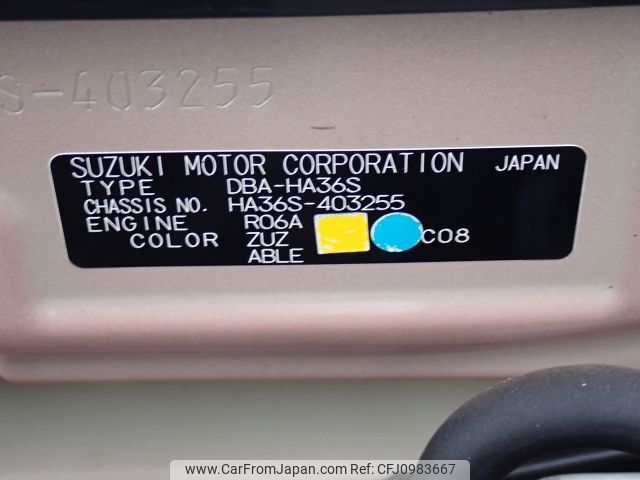 S-403255
SUZUKI MOTOR CORPORATION JAPAN
TYPE DBA-HA36S
CHASSIS NO. HA36S-403255
ENGINE R06A
COLOR ZUZ C08
ABLE
www.CarFromJapan.com | Ref No.CFJ0983667